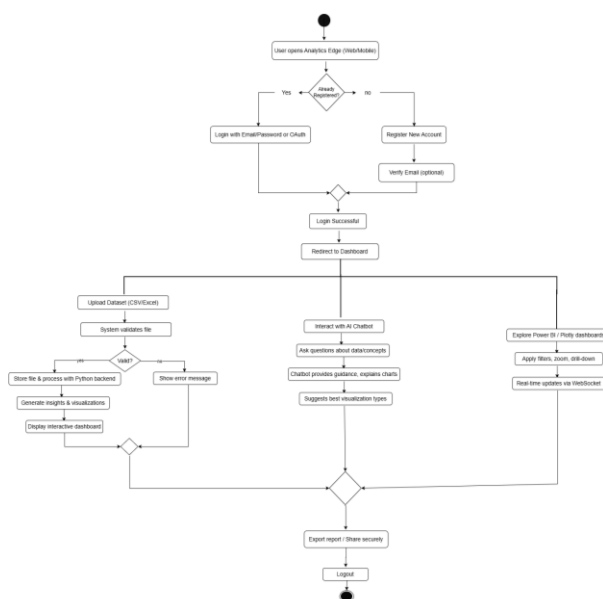 User opens Analytics Edge (Web/Mobile)
Already
Registered?
Yes
no
Login with Email/Password or OAuth
Register New Account
Verify Email (optional)
Login Successful
Redirect to Dashboard
Upload Dataset (CSV/Excel)
System validates file
Valid?
yes
no
Store file & process with Python backend
Show error message
Generate insights & visualizations
Display interactive dashboard
Interact with AI Chatbot
Ask questions about data/concepts
Chatbot provides guidance, explains charts
Suggests best visualization types
Explore Power BI / Plotly dashboards
Apply filters, zoom, drill-down
Real-time updates via WebSocket
Export report / Share securely
Logout